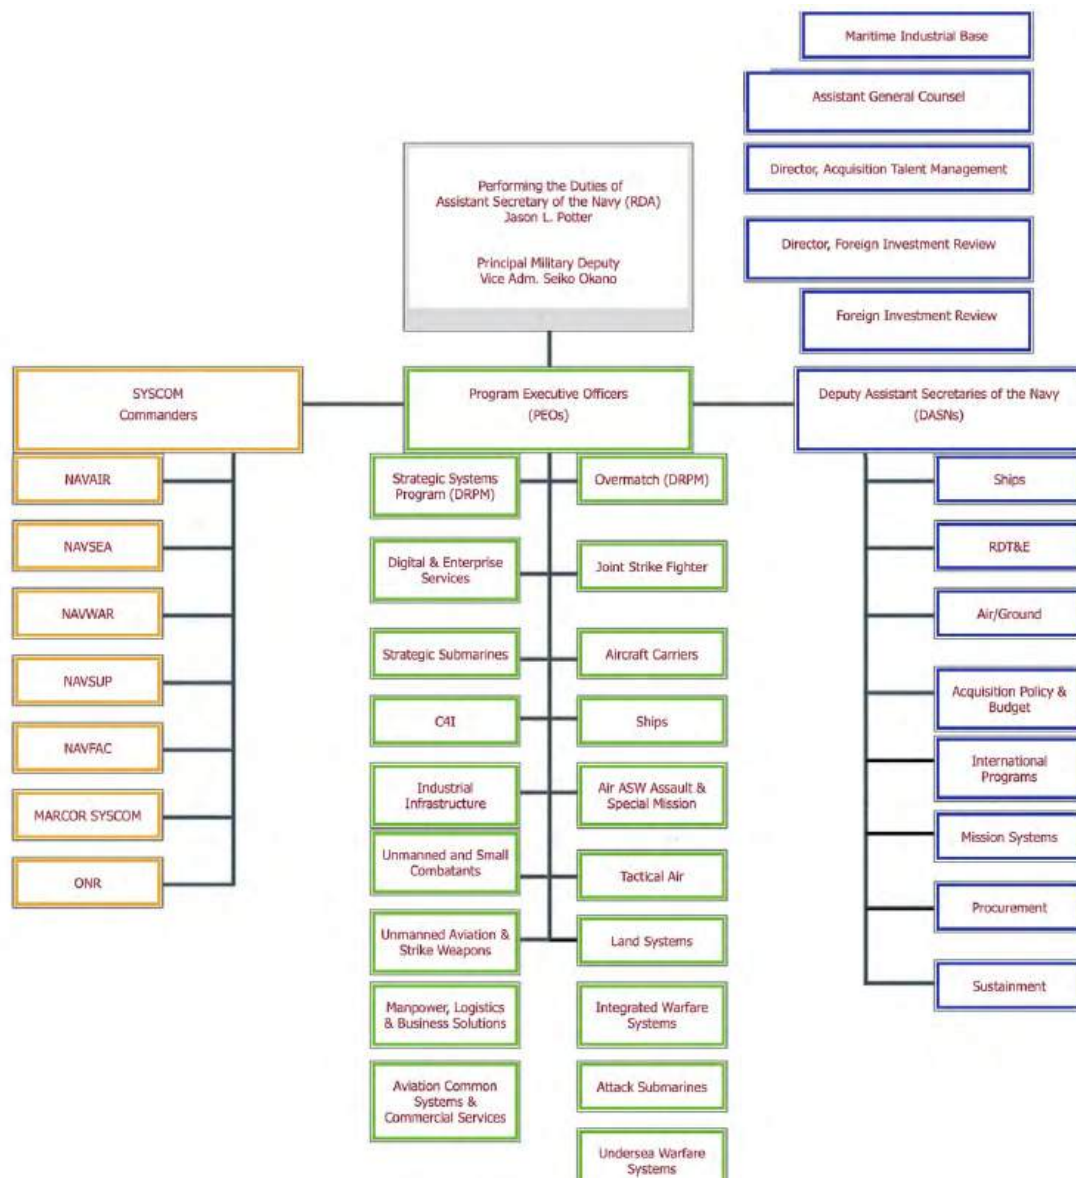 Maritime Industrial Base
Assistant General Counsel
Director, Acquisition Talent Management
Director, Foreign Investment Review
Foreign Investment Review
Performing the Duties of
Assistant Secretary of the Navy (RDA)
Jason L. Potter
Principal Military Deputy
Vice Adm. Seiko Okano
SYSCOM
Commanders
NAVAIR
NAVSEA
NAVWAR
NAVSUP
NAVFAC
MARCOR SYSCOM
ONR
Program Executive Officers
(PEOs)
Strategic Systems
Program (DRPM)
Digital & Enterprise
Services
Strategic Submarines
C4I
Industrial
Infrastructure
Unmanned and Small
Combatants
Unmanned Aviation &
Strike Weapons
Manpower, Logistics
& Business Solutions
Aviation Common
Systems &
Commercial Services
Overmatch (DRPM)
Joint Strike Fighter
Aircraft Carriers
Ships
Air ASW Assault &
Special Mission
Tactical Air
Land Systems
Integrated Warfare
Systems
Attack Submarines
Undersea Warfare
Systems
Deputy Assistant Secretaries of the Navy
(DASNs)
Ships
RDT&E
Air/Ground
Acquisition Policy &
Budget
International
Programs
Mission Systems
Procurement
Sustainment